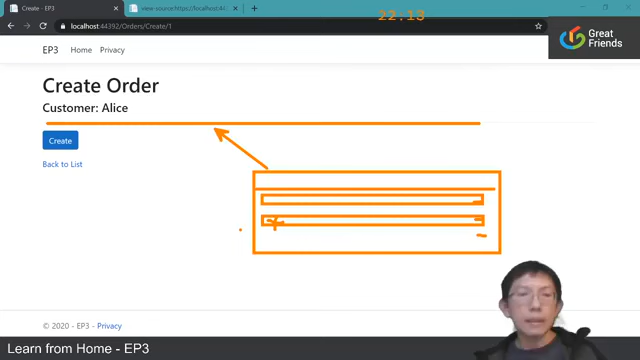 Create - EP3
view-source:https://localhost:44
22:13
localhost:44392/Orders/Create/1
Great
Friends
EP3
Home
Privacy
Create Order
Customer: Alice
Create
Back to List
© 2020 - EP3 - Privacy
Learn from Home - EP3